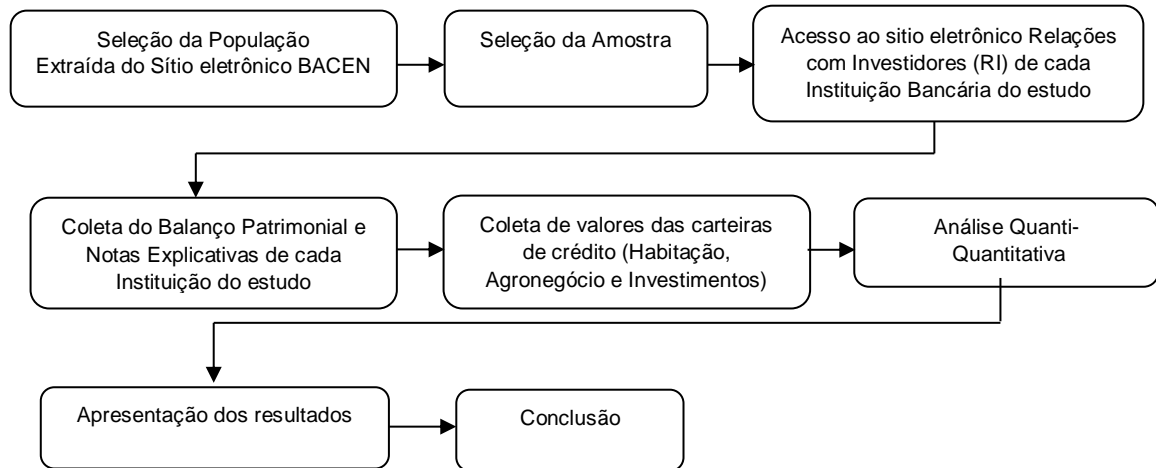 Seleção da População
Extraída do Sítio eletrônico BACEN
Seleção da Amostra
Acesso ao sitio eletrônico Relações
com Investidores (RI) de cada
Instituição Bancária do estudo
Coleta do Balanço Patrimonial e
Notas Explicativas de cada
Instituição do estudo
Coleta de valores das carteiras
de crédito (Habitação,
Agronegócio e Investimentos)
Análise Quanti-
Quantitativa
Apresentação dos resultados
Conclusão